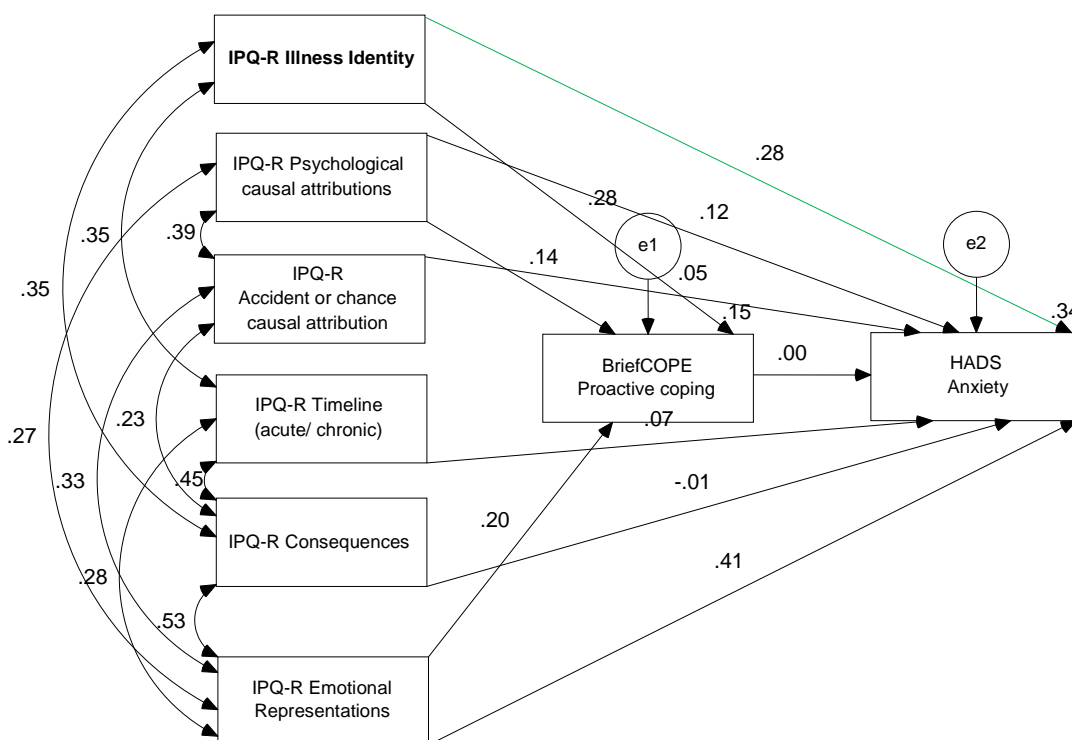 IPQ-R Illness Identity
.28
IPQ-R Psychological
causal attributions
.28
.12
.35
.39
e1
e2
.14
.05
IPQ-R
Accident or chance
causal attribution
.35
.15
.34
.00
BriefCOPE
Proactive coping
HADS
Anxiety
IPQ-R Timeline
(acute/ chronic)
.23
.07
.27
.33
.45
-.01
.20
IPQ-R Consequences
.41
.28
.53
IPQ-R Emotional
Representations